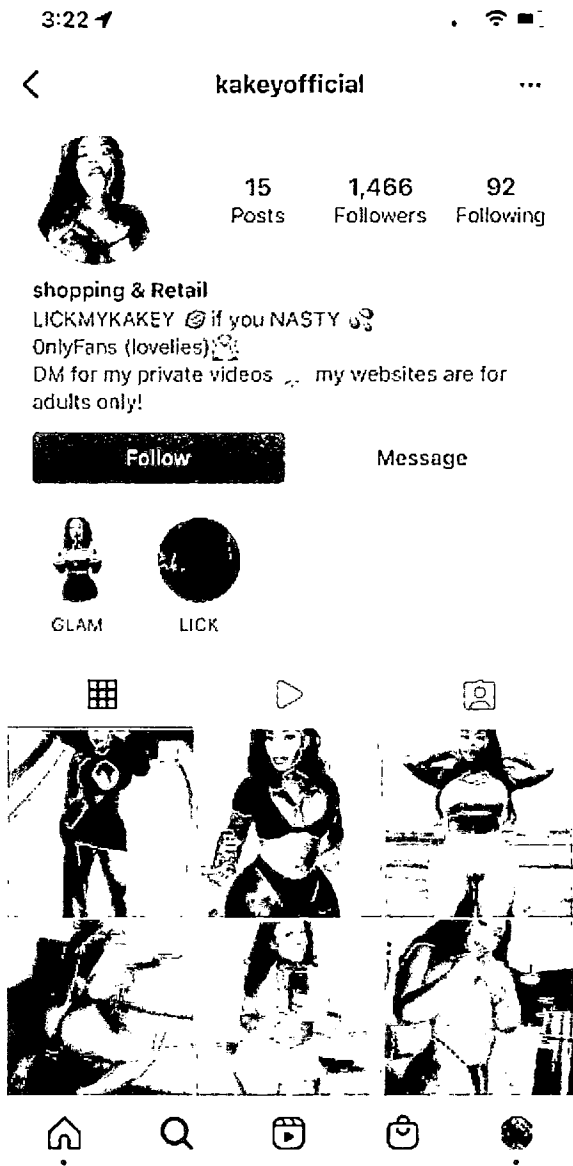 3:22
kakeyofficial
15 1,466 92
Posts Followers Following
shopping & Retail
LICKMYKAKEY if you NASTY 💦
OnlyFans (lovelies)
DM for my private videos my websites are for
adults only!
Follow Message
GLAM LICK